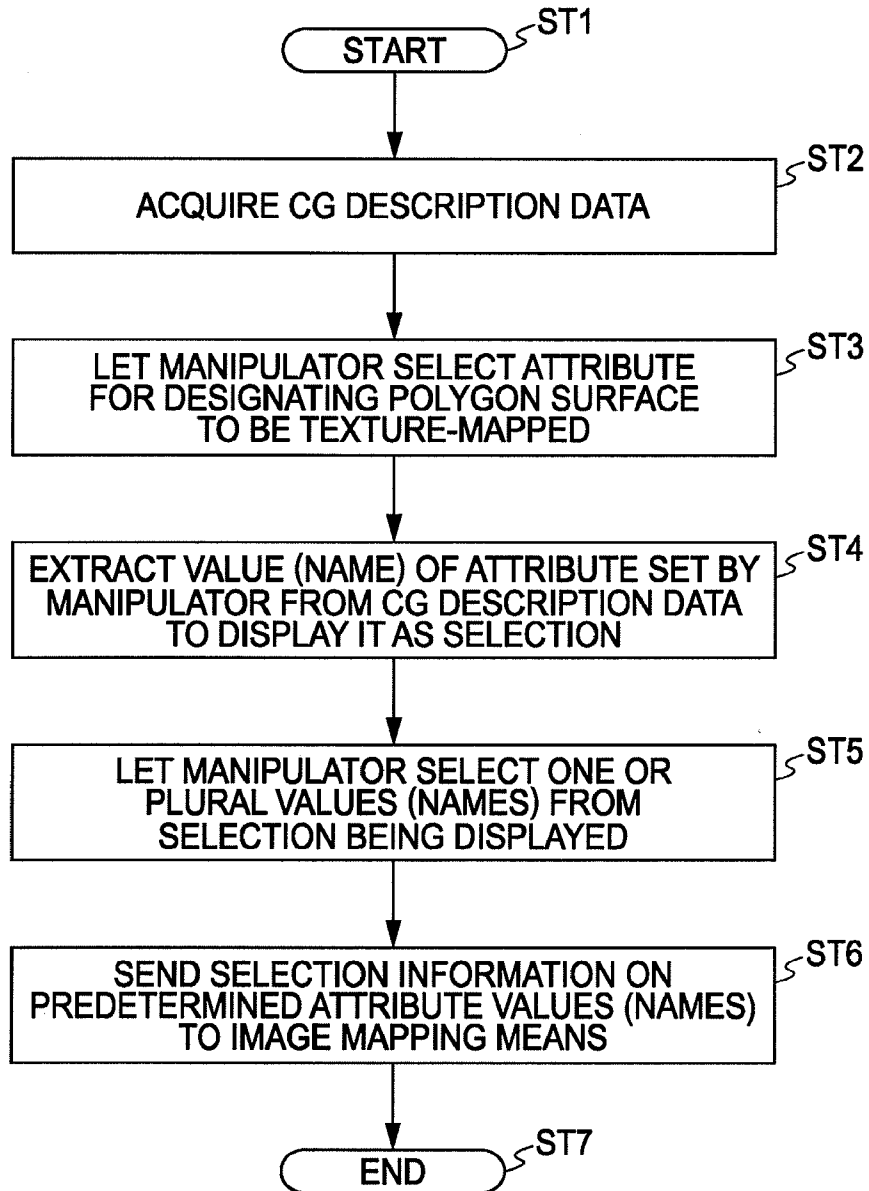 START
ST1
ST2
ACQUIRE CG DESCRIPTION DATA
ST3
LET MANIPULATOR SELECT ATTRIBUTE
FOR DESIGNATING POLYGON SURFACE
TO BE TEXTURE-MAPPED
ST4
EXTRACT VALUE (NAME) OF ATTRIBUTE SET BY
MANIPULATOR FROM CG DESCRIPTION DATA
TO DISPLAY IT AS SELECTION
ST5
LET MANIPULATOR SELECT ONE OR
PLURAL VALUES (NAMES) FROM
SELECTION BEING DISPLAYED
ST6
SEND SELECTION INFORMATION ON
PREDETERMINED ATTRIBUTE VALUES (NAMES)
TO IMAGE MAPPING MEANS
ST7
END